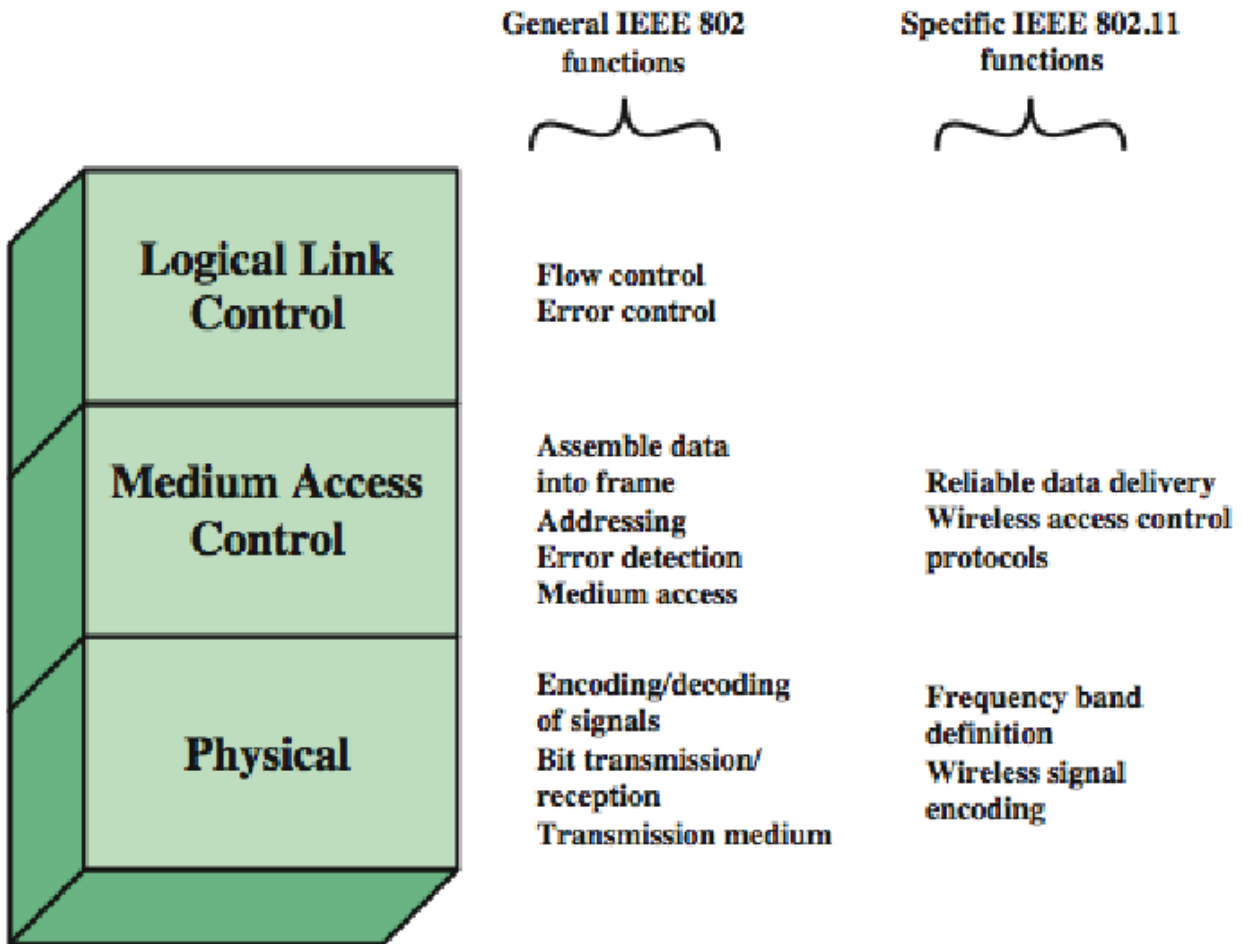 General IEEE 802
functions
Specific IEEE 802.11
functions
Logical Link
Control
Flow control
Error control
Medium Access
Control
Assemble data
into frame
Addressing
Error detection
Medium access
Reliable data delivery
Wireless access control
protocols
Physical
Encoding/decoding
of signals
Bit transmission/
reception
Transmission medium
Frequency band
definition
Wireless signal
encoding